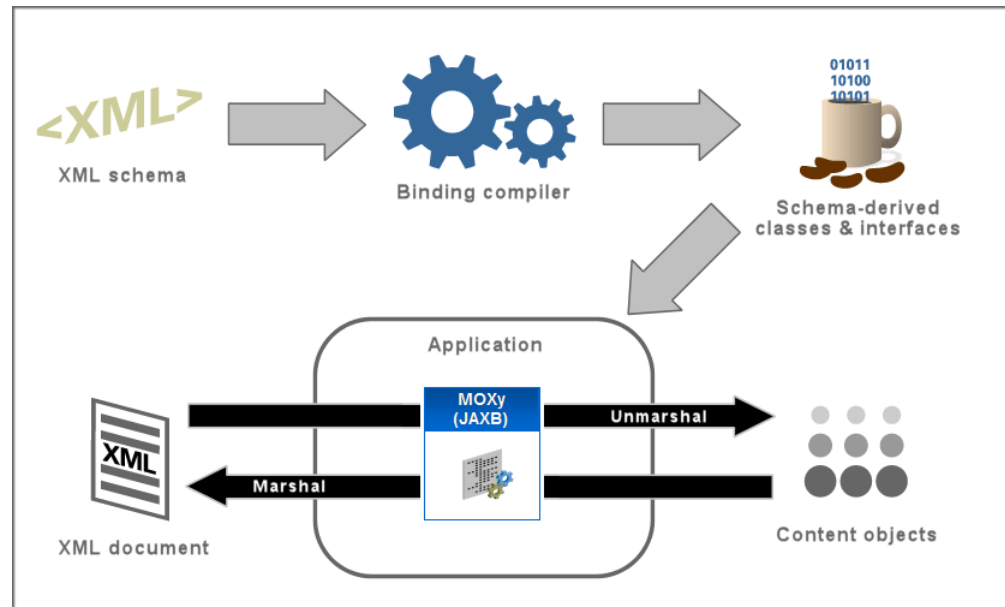 <XML>
XML schema
Binding compiler
01011
10100
10101
Schema-derived
classes & interfaces
Application
MOXy
(JAXB)
Unmarshal
XML
Marshal
XML document
Content objects